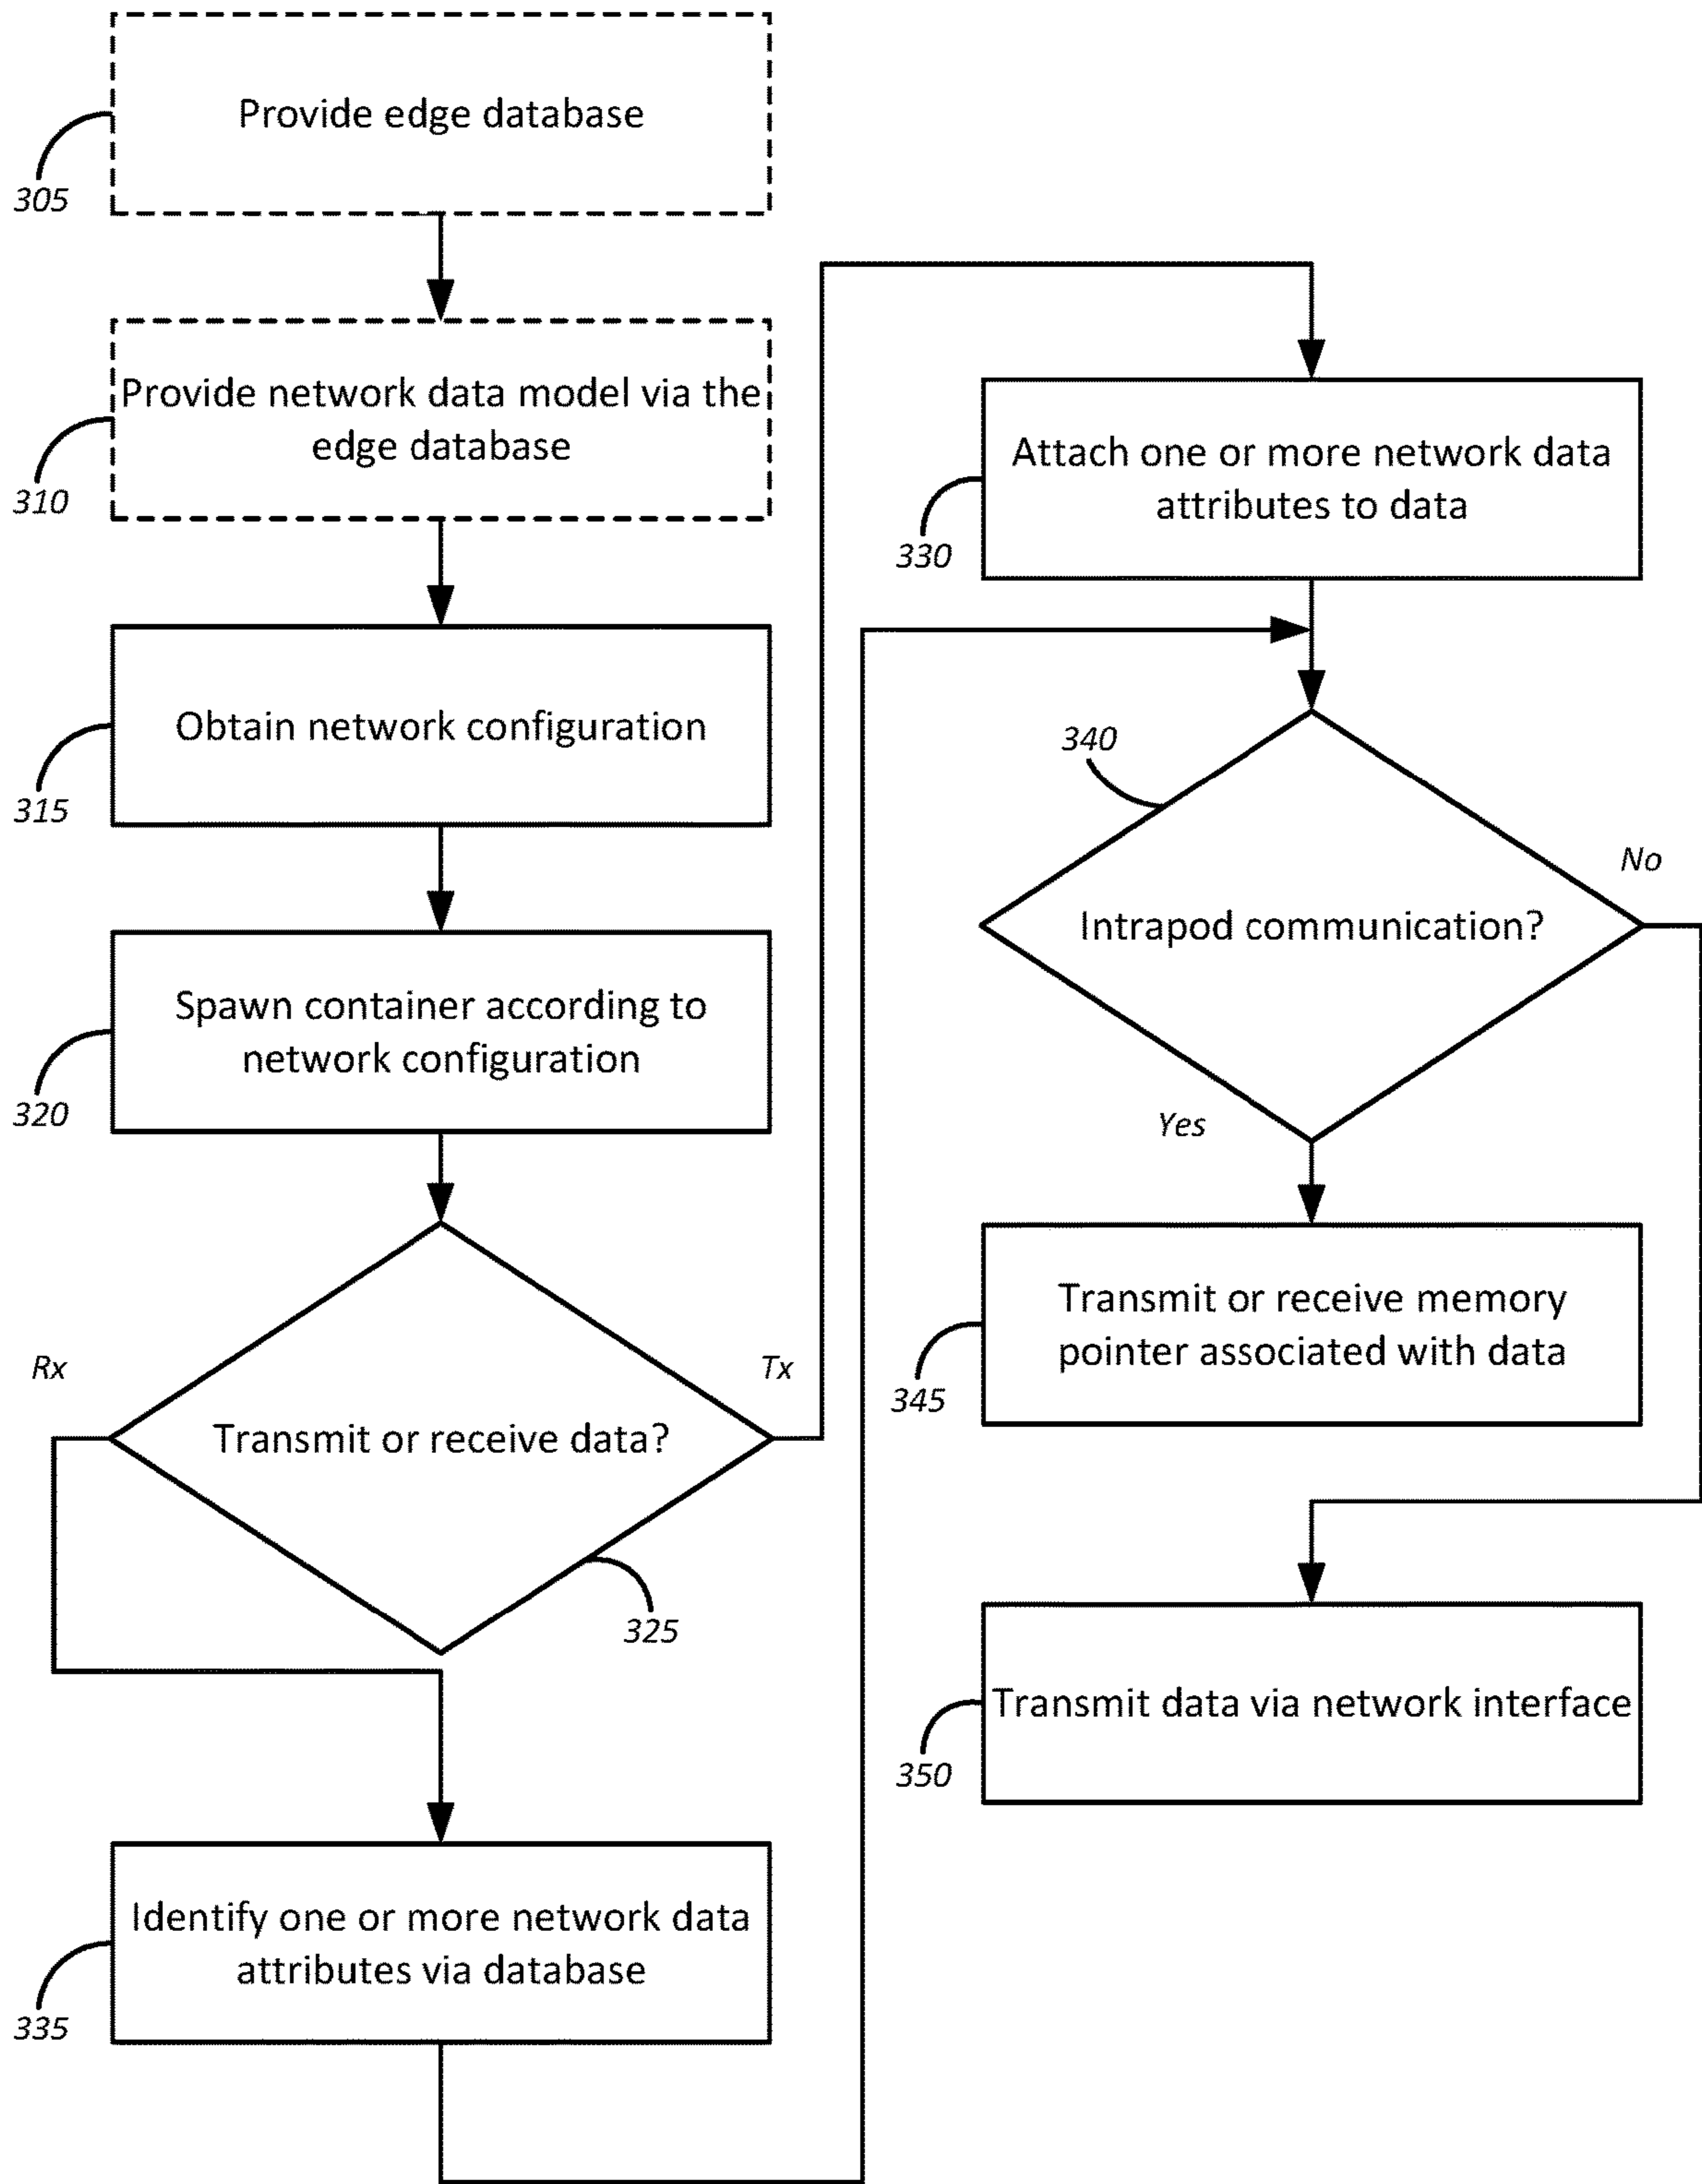 Provide edge database
305
Provide network data model via the
edge database
310
Obtain network configuration
315
Spawn container according to
network configuration
320
Rx
Tx
Transmit or receive data?
325
Identify one or more network data
attributes via database
335
Attach one or more network data
attributes to data
330
340
No
Intrapod communication?
Yes
Transmit or receive memory
pointer associated with data
345
Transmit data via network interface
350